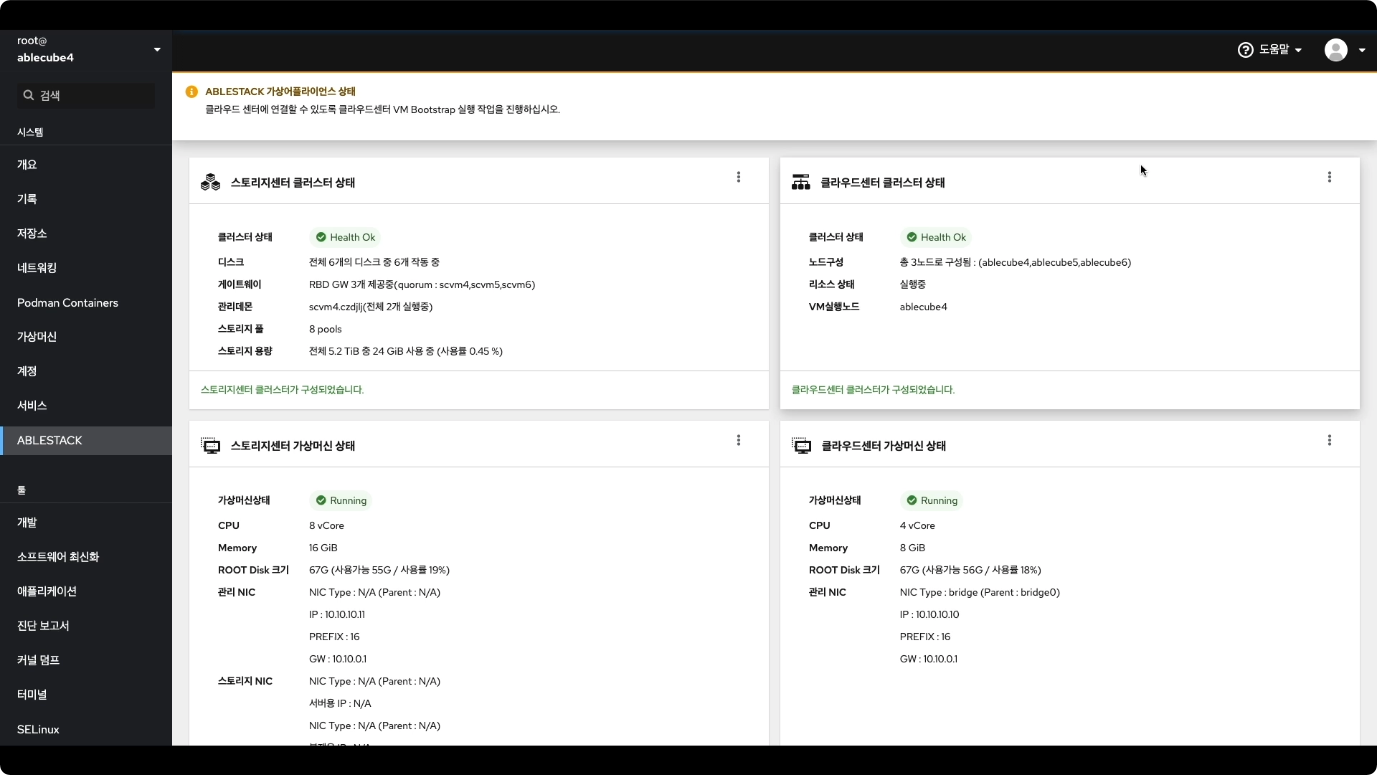 root@
ablecube4
도움말
검색
시스템
개요
기록
저장소
네트워킹
Podman Containers
가상머신
계정
서비스
ABLESTACK
툴
개발
소프트웨어 최신화
애플리케이션
진단 보고서
커널 덤프
터미널
SELinux
ABLESTACK 가상어플라이언스 상태
클라우드 센터에 연결할 수 있도록 클라우드센터 VM Bootstrap 실행 작업을 진행하십시오.
스토리지센터 클러스터 상태
클러스터 상태 Health Ok
디스크 전체 6개의 디스크 중 6개 작동 중
게이트웨이 RBD GW 3개 제공중(quorum : scvm4,scvm5,scvm6)
관리데몬 scvm4.czdjlj(전체 2개 실행중)
스토리지 풀 8 pools
스토리지 용량 전체 5.2 TiB 중 24 GiB 사용 중 (사용률 0.45 %)
스토리지센터 클러스터가 구성되었습니다.
클라우드센터 클러스터 상태
클러스터 상태 Health Ok
노드구성 총 3노드로 구성됨 : (ablecube4,ablecube5,ablecube6)
리소스 상태 실행중
VM실행노드 ablecube4
클라우드센터 클러스터가 구성되었습니다.
스토리지센터 가상머신 상태
가상머신상태 Running
CPU 8 vCore
Memory 16 GiB
ROOT Disk 크기 67G (사용가능 55G / 사용률 19%)
관리 NIC NIC Type : N/A (Parent : N/A)
IP : 10.10.10.11
PREFIX : 16
GW : 10.10.0.1
스토리지 NIC NIC Type : N/A (Parent : N/A)
서버용 IP : N/A
NIC Type : N/A (Parent : N/A)
클라우드센터 가상머신 상태
가상머신상태 Running
CPU 4 vCore
Memory 8 GiB
ROOT Disk 크기 67G (사용가능 56G / 사용률 18%)
관리 NIC NIC Type : bridge (Parent : bridge0)
IP : 10.10.10.10
PREFIX : 16
GW : 10.10.0.1